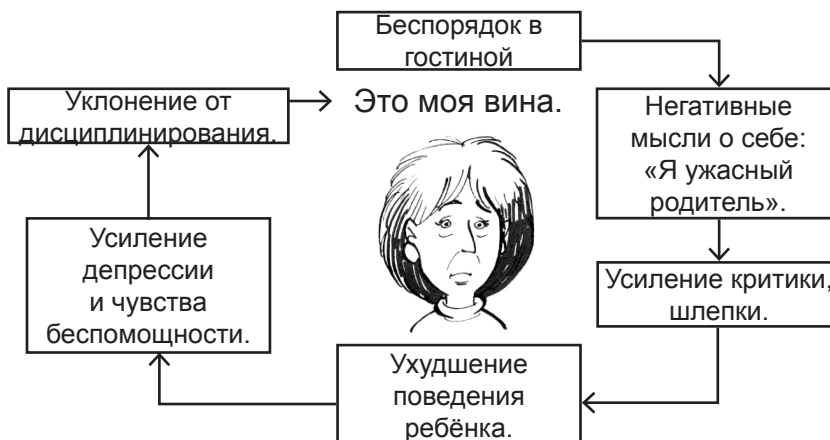 Беспорядок в
гостиной
Уклонение от
дисциплинирования.
Это моя вина.
Негативные
мысли о себе:
«Я ужасный
родитель».
Усиление
депрессии
и чувства
беспомощности.
Усиление критики,
шлепки.
Ухудшение
поведения
ребёнка.